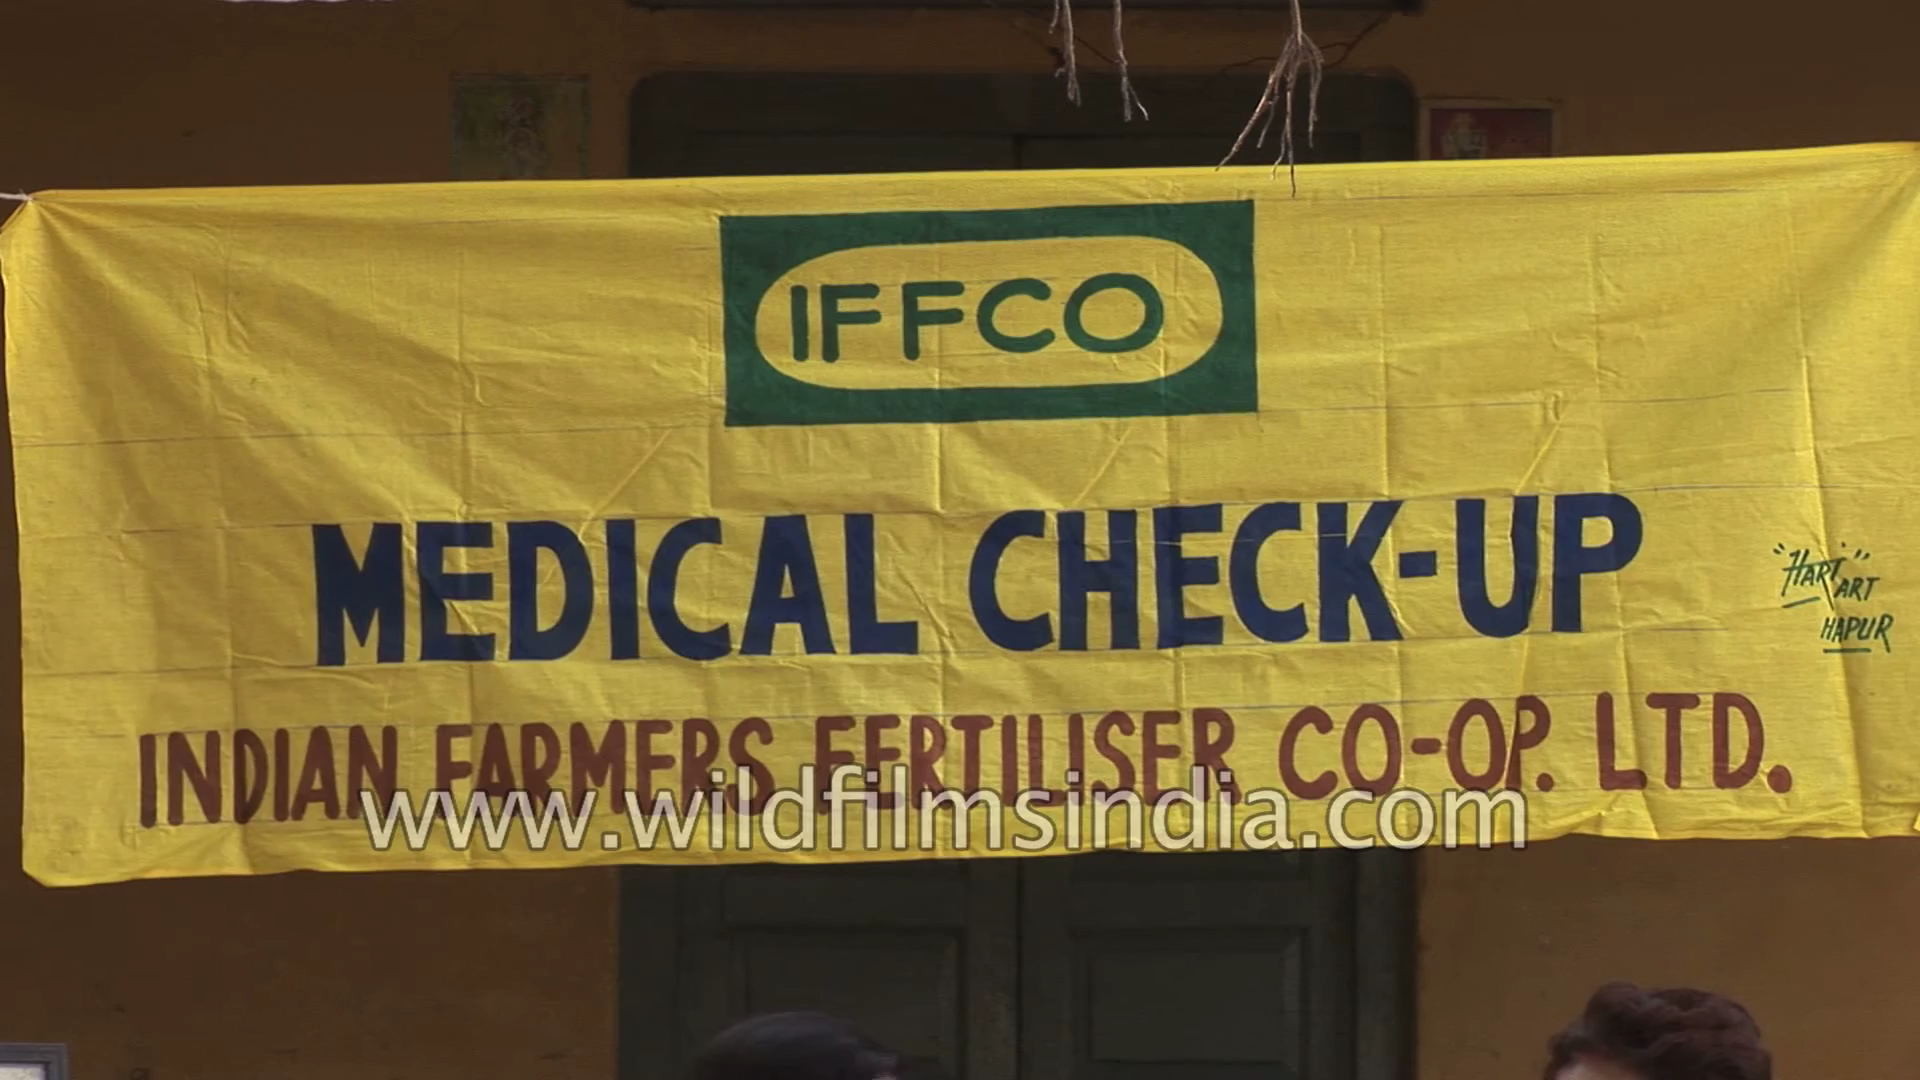 IFFCO
MEDICAL CHECK-UP
"HARI" ART
HAPUR
INDIAN FARMERS FERTILISER CO-OP. LTD.
www.wildfilmsindia.com